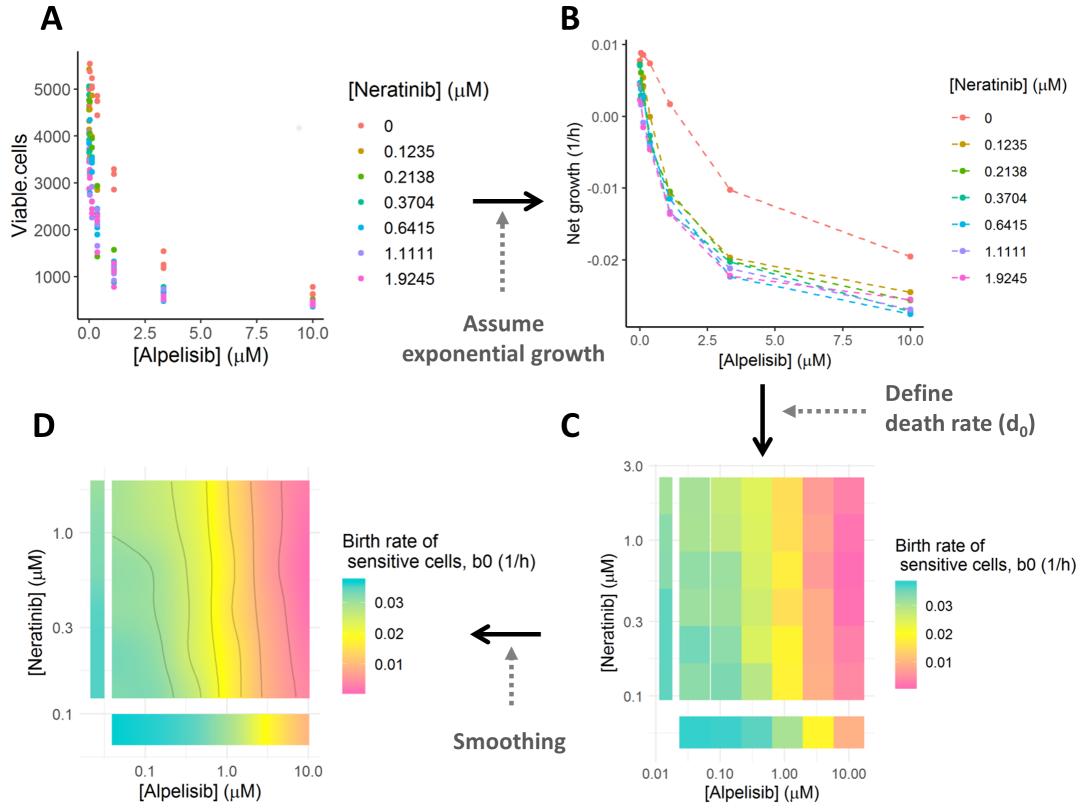 A
Viable.cells
5000
4000
3000
2000
1000
0.0
2.5
5.0
7.5
10.0
[Alpelisib] (μM)
[Neratinib] (μM)
0
0.1235
0.2138
0.3704
0.6415
1.1111
1.9245
Assume
exponential growth
B
Net growth (1/h)
0.01
0.00
-0.01
-0.02
0.0
2.5
5.0
7.5
10.0
[Alpelisib] (μM)
[Neratinib] (μM)
0
0.1235
0.2138
0.3704
0.6415
1.1111
1.9245
Define
death rate (d0)
D
[Neratinib] (μM)
1.0
0.3
0.1
0.1
1.0
10.0
[Alpelisib] (μM)
Birth rate of
sensitive cells, b0 (1/h)
0.03
0.02
0.01
Smoothing
C
[Neratinib] (μM)
3.0
1.0
0.3
0.1
0.01
0.10
1.00
10.00
[Alpelisib] (μM)
Birth rate of
sensitive cells, b0 (1/h)
0.03
0.02
0.01